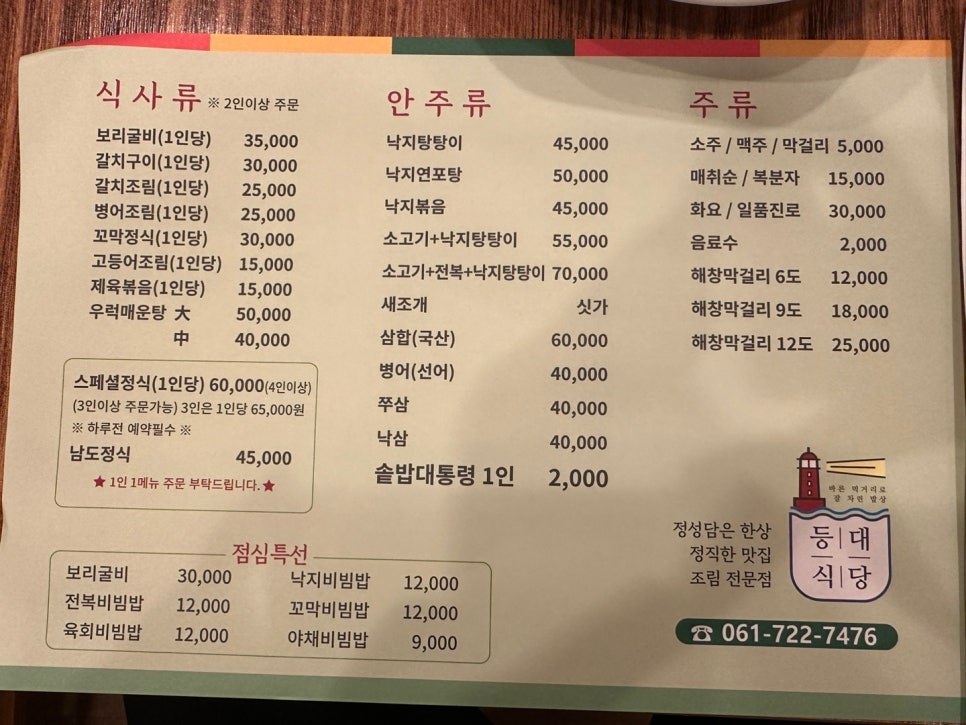 식사류 ※ 2인이상 주문
보리굴비(1인당) 35,000
갈치구이(1인당) 30,000
갈치조림(1인당) 25,000
병어조림(1인당) 25,000
꼬막정식(1인당) 30,000
고등어조림(1인당) 15,000
제육볶음(1인당) 15,000
우럭매운탕 大 50,000
中 40,000
스페셜정식(1인당) 60,000(4인이상)
(3인이상 주문가능) 3인은 1인당 65,000원
※ 하루전 예약필수 ※
남도정식 45,000
★ 1인 1메뉴 주문 부탁드립니다.★
안주류
낙지탕탕이 45,000
낙지연포탕 50,000
낙지볶음 45,000
소고기+낙지탕탕이 55,000
소고기+전복+낙지탕탕이 70,000
새조개 싯가
삼합(국산) 60,000
병어(선어) 40,000
쭈삼 40,000
낙삼 40,000
솥밥대통령 1인 2,000
주류
소주 / 맥주 / 막걸리 5,000
매취순 / 복분자 15,000
화요 / 일품진로 30,000
음료수 2,000
해창막걸리 6도 12,000
해창막걸리 9도 18,000
해창막걸리 12도 25,000
점심특선
보리굴비 30,000 낙지비빔밥 12,000
전복비빔밥 12,000 꼬막비빔밥 12,000
육회비빔밥 12,000 야채비빔밥 9,000
정성담은 한상
정직한 맛집
조림 전문점
바른 먹거리로
잘 차린 밥상
등대
식당
☎ 061-722-7476